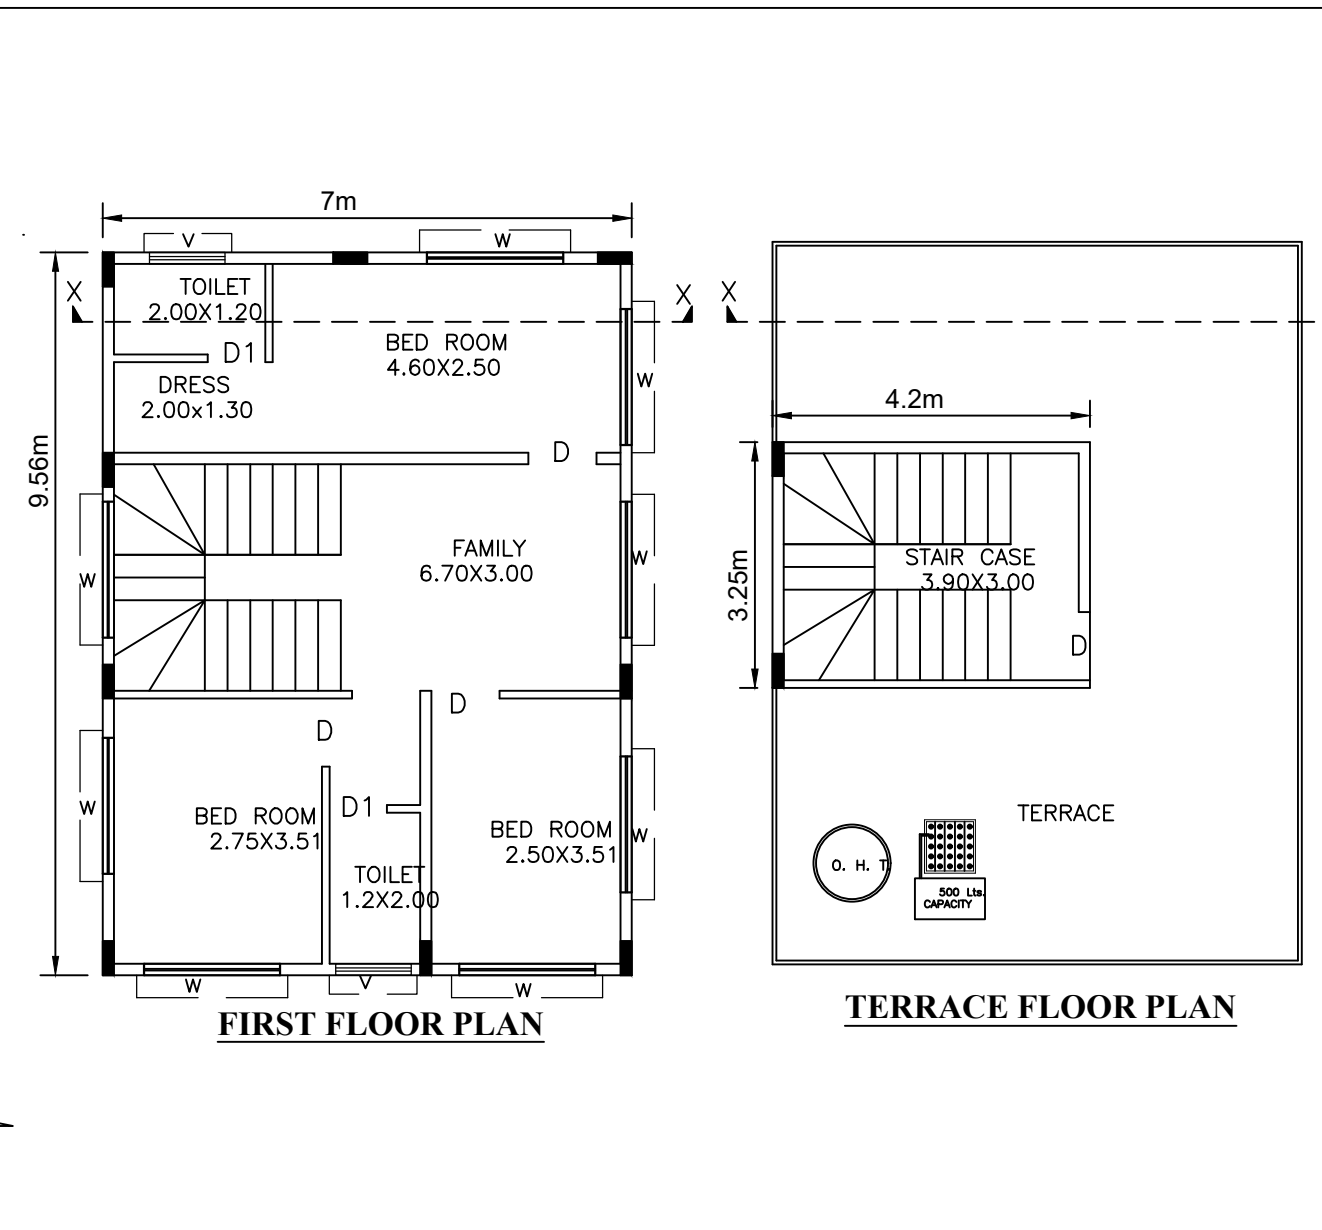 7m
V
W
TOILET
2.00X1.20
X
X
BED ROOM
4.60X2.50
D1
DRESS
2.00x1.30
W
D
9.56m
FAMILY
6.70X3.00
W
W
D
D
W
D1
BED ROOM
2.75X3.51
BED ROOM
2.50X3.51
W
TOILET
1.2X2.00
W
V
W
FIRST FLOOR PLAN
X
4.2m
3.25m
STAIR CASE
3.90X3.00
D
TERRACE
O. H. T.
500 Lts.
CAPACITY
TERRACE FLOOR PLAN